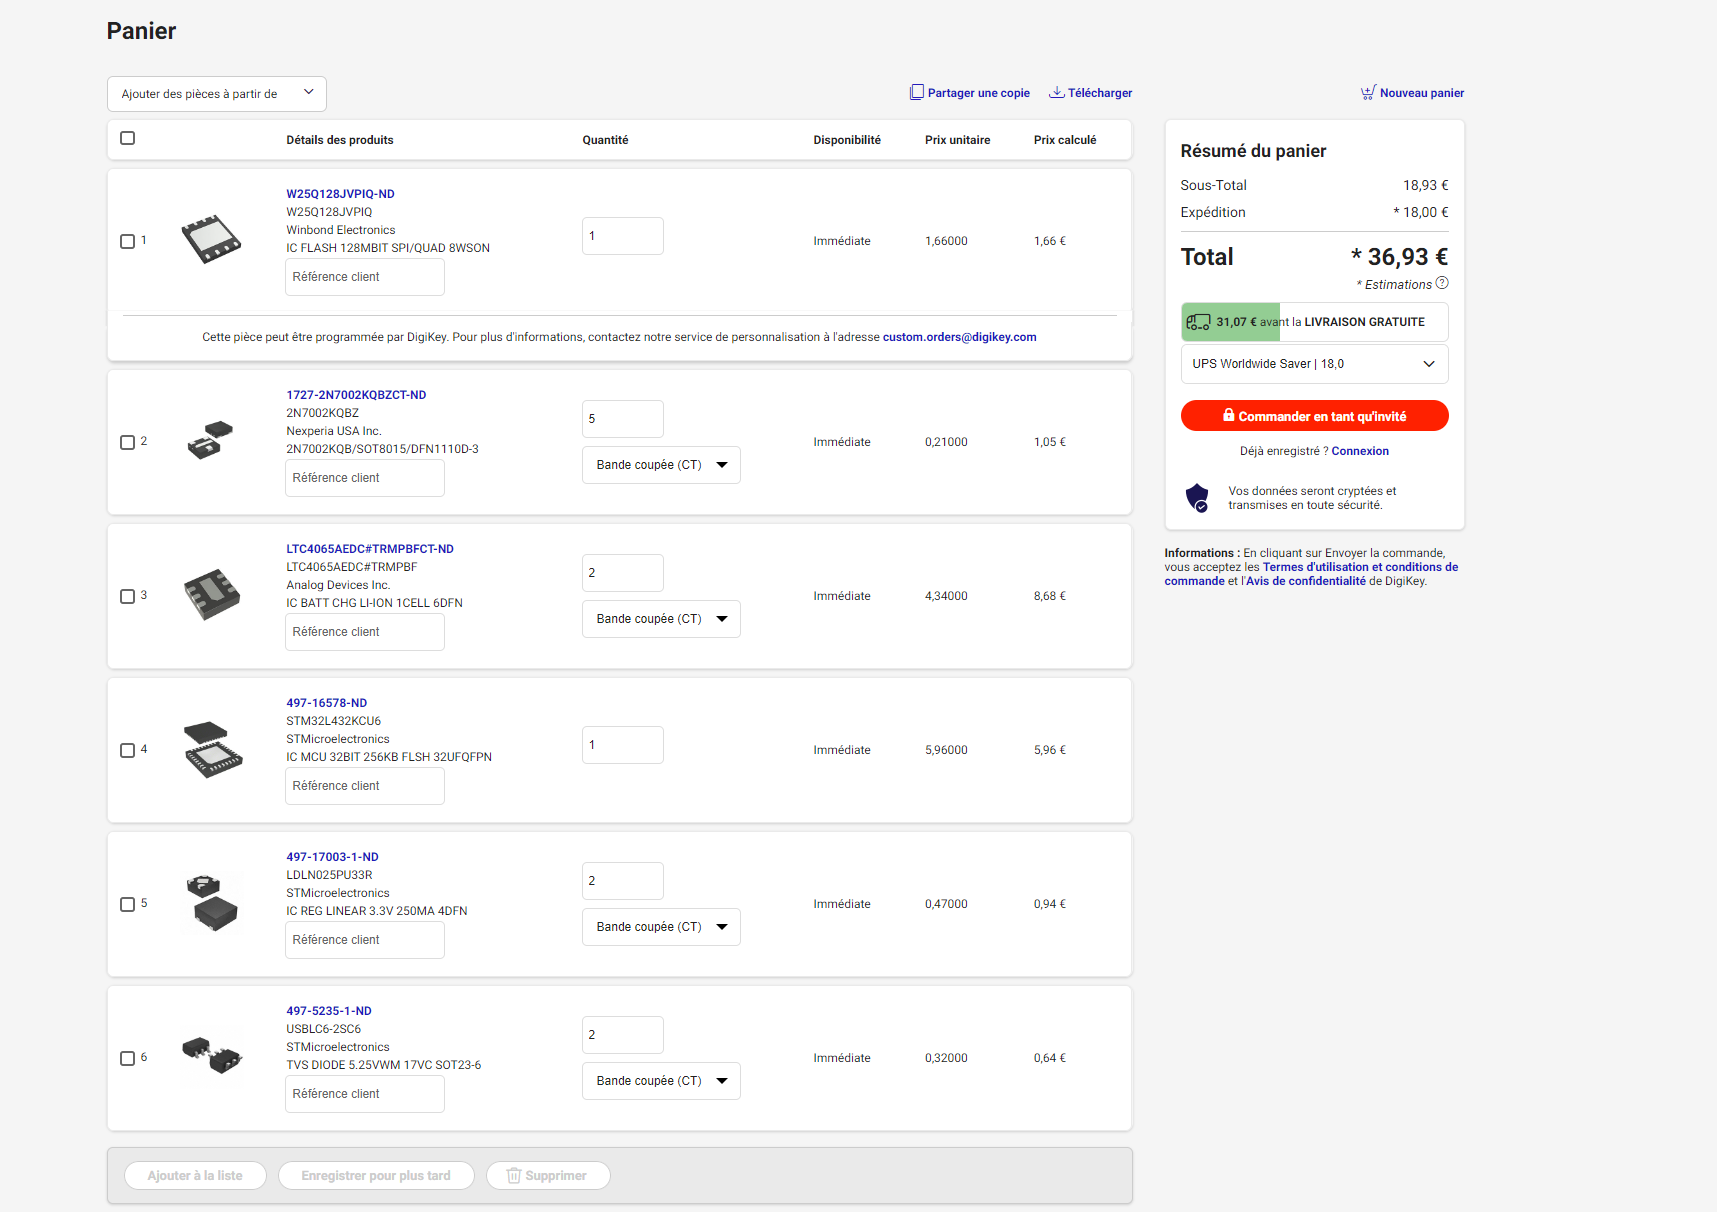 Panier
Ajouter des pièces à partir de
Partager une copie
Télécharger
Nouveau panier
Détails des produits Quantité Disponibilité Prix unitaire Prix calculé
1
W25Q128JVPIQ-ND
W25Q128JVPIQ
Winbond Electronics
IC FLASH 128MBIT SPI/QUAD 8WSON
Référence client
1
Immédiate 1,66000 1,66 €
Cette pièce peut être programmée par DigiKey. Pour plus d'informations, contactez notre service de personnalisation à l'adresse custom.orders@digikey.com
2
1727-2N7002KQBZCT-ND
2N7002KQBZ
Nexperia USA Inc.
2N7002KQB/SOT8015/DFN1110D-3
Référence client
5
Bande coupée (CT)
Immédiate 0,21000 1,05 €
3
LTC4065AEDC#TRMPBFCT-ND
LTC4065AEDC#TRMPBF
Analog Devices Inc.
IC BATT CHG LI-ION 1CELL 6DFN
Référence client
2
Bande coupée (CT)
Immédiate 4,34000 8,68 €
4
497-16578-ND
STM32L432KCU6
STMicroelectronics
IC MCU 32BIT 256KB FLSH 32UFQFPN
Référence client
1
Immédiate 5,96000 5,96 €
5
497-17003-1-ND
LDLN025PU33R
STMicroelectronics
IC REG LINEAR 3.3V 250MA 4DFN
Référence client
2
Bande coupée (CT)
Immédiate 0,47000 0,94 €
6
497-5235-1-ND
USBLC6-2SC6
STMicroelectronics
TVS DIODE 5.25VWM 17VC SOT23-6
Référence client
2
Bande coupée (CT)
Immédiate 0,32000 0,64 €
Ajouter à la liste
Enregistrer pour plus tard
Supprimer
Résumé du panier
Sous-Total 18,93 €
Expédition * 18,00 €
Total * 36,93 €
* Estimations ?
31,07 € avant la LIVRAISON GRATUITE
UPS Worldwide Saver | 18,0
Commander en tant qu'invité
Déjà enregistré ? Connexion
Vos données seront cryptées et
transmises en toute sécurité.
Informations : En cliquant sur Envoyer la commande,
vous acceptez les Termes d'utilisation et conditions de
commande et l'Avis de confidentialité de DigiKey.